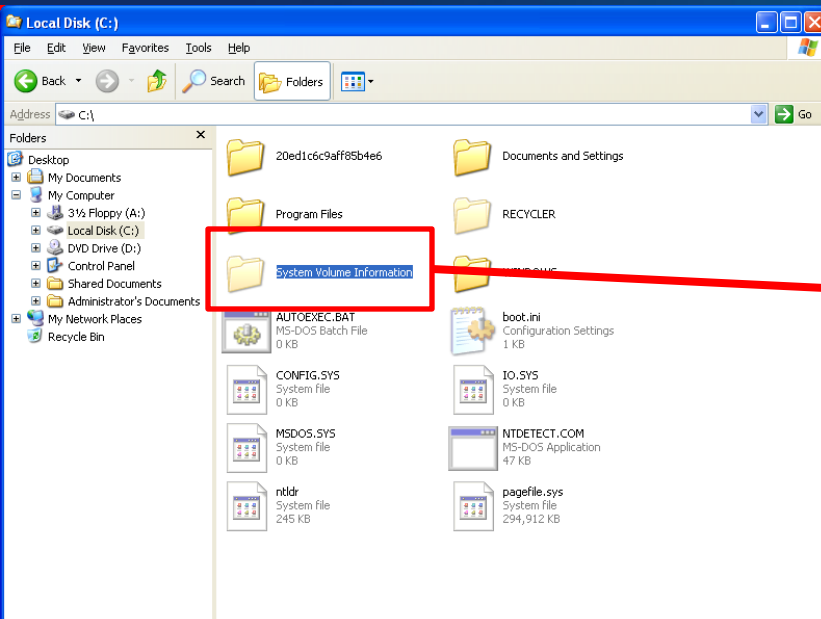 Local Disk (C:)
File Edit View Favorites Tools Help
Back Search Folders
Address C:\ Go
Folders
Desktop
My Documents
My Computer
3½ Floppy (A:)
Local Disk (C:)
DVD Drive (D:)
Control Panel
Shared Documents
Administrator's Documents
My Network Places
Recycle Bin
20ed1c6c9aff85b4e6
Documents and Settings
Program Files
RECYCLER
System Volume Information
WINDOWS
AUTOEXEC.BAT
MS-DOS Batch File
0 KB
boot.ini
Configuration Settings
1 KB
CONFIG.SYS
System file
0 KB
IO.SYS
System file
0 KB
MSDOS.SYS
System file
0 KB
NTDETECT.COM
MS-DOS Application
47 KB
ntldr
System file
245 KB
pagefile.sys
System file
294,912 KB